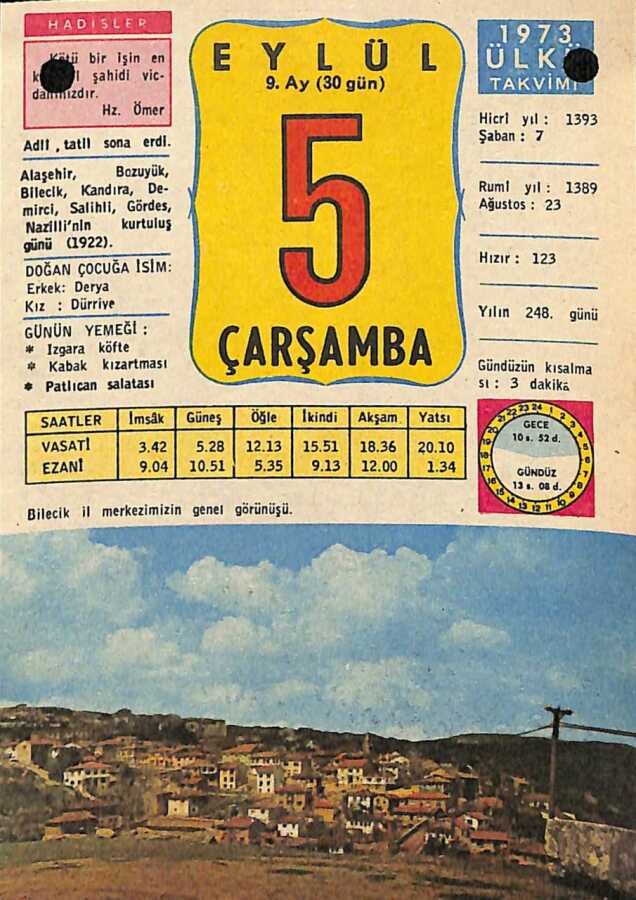 HADİSLER
Kötü bir işin en
şahidi vic-
danınızdır.
Hz. Ömer
Adlî , tatil sona erdi.
Alaşehir, Bozuyük,
Bilecik, Kandıra, De-
mirci, Salihli, Gördes,
Nazilli'nin kurtuluş
günü (1922).
DOĞAN ÇOCUĞA İSİM:
Erkek: Derya
Kız : Dürriye
GÜNÜN YEMEĞİ :
* Izgara köfte
* Kabak kızartması
* Patlıcan salatası
EYLÜL
9. Ay (30 gün)
5
ÇARŞAMBA
1973
ÜLKÜ
TAKVİMİ
Hicrî yıl : 1393
Şaban : 7
Rumî yıl : 1389
Ağustos : 23
Hızır : 123
Yılın 248. günü
Gündüzün kısalma
sı : 3 dakika
SAATLER İmsâk Güneş Öğle İkindi Akşam Yatsı
VASATÎ 3.42 5.28 12.13 15.51 18.36 20.10
EZANÎ 9.04 10.51 5.35 9.13 12.00 1.34
GECE
10 s. 52 d.
GÜNDÜZ
13 s. 08 d.
Bilecik il merkezimizin genel görünüşü.